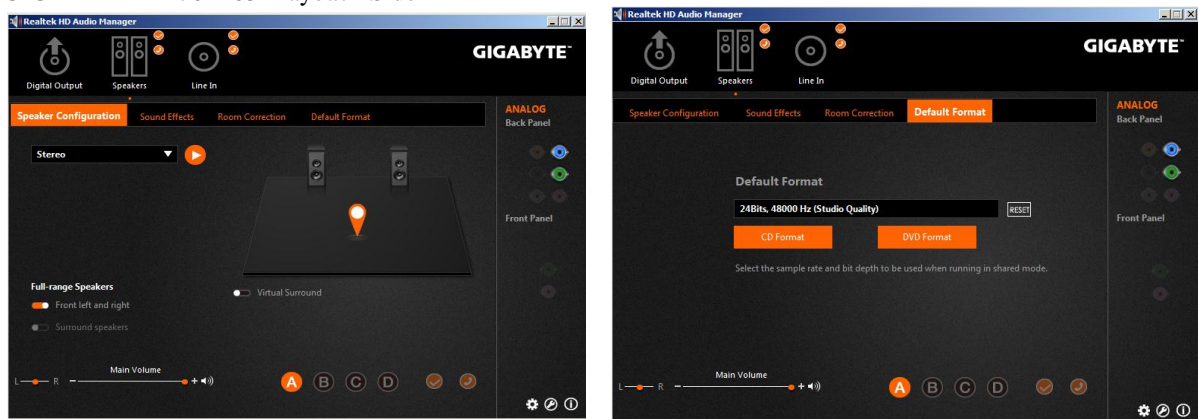 Realtek HD Audio Manager
GIGABYTE™
Digital Output
Speakers
Line In
Speaker Configuration
Sound Effects
Room Correction
Default Format
ANALOG
Back Panel
Stereo
Front Panel
Full-range Speakers
Front left and right
Surround speakers
Virtual Surround
Main Volume
L R - +
A B C D
Realtek HD Audio Manager
GIGABYTE™
Digital Output
Speakers
Line In
Speaker Configuration
Sound Effects
Room Correction
Default Format
ANALOG
Back Panel
Default Format
24Bits, 48000 Hz (Studio Quality)
RESET
CD Format
DVD Format
Front Panel
Select the sample rate and bit depth to be used when running in shared mode.
Main Volume
L R - +
A B C D